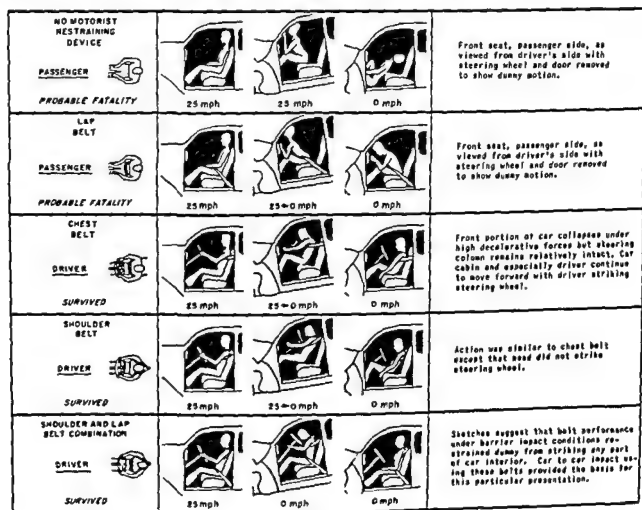 NO MOTORIST
RESTRAINING
DEVICE
PASSENGER
PROBABLE FATALITY
25 mph
25 mph
0 mph
Front seat, passenger side, as
viewed from driver's side with
steering wheel and door removed
to show dummy motion.
LAP
BELT
PASSENGER
PROBABLE FATALITY
25 mph
25←0 mph
0 mph
Front seat, passenger side, as
viewed from driver's side with
steering wheel and door removed
to show dummy motion.
CHEST
BELT
DRIVER
SURVIVED
25 mph
25←0 mph
0 mph
Front portion of car collapses under
high decelerative forces but steering
column remains relatively intact. Car
cabin and especially driver continue
to move forward with driver striking
steering wheel.
SHOULDER
BELT
DRIVER
SURVIVED
25 mph
25←0 mph
0 mph
Action was similar to chest belt
except that head did not strike
steering wheel.
SHOULDER AND LAP
BELT COMBINATION
DRIVER
SURVIVED
25 mph
0 mph
0 mph
Sketches suggest that belt performance
under barrier impact conditions re-
strained dummy from striking any part
of car interior. Car to car impact us-
ing these belts provided the basis for
this particular presentation.